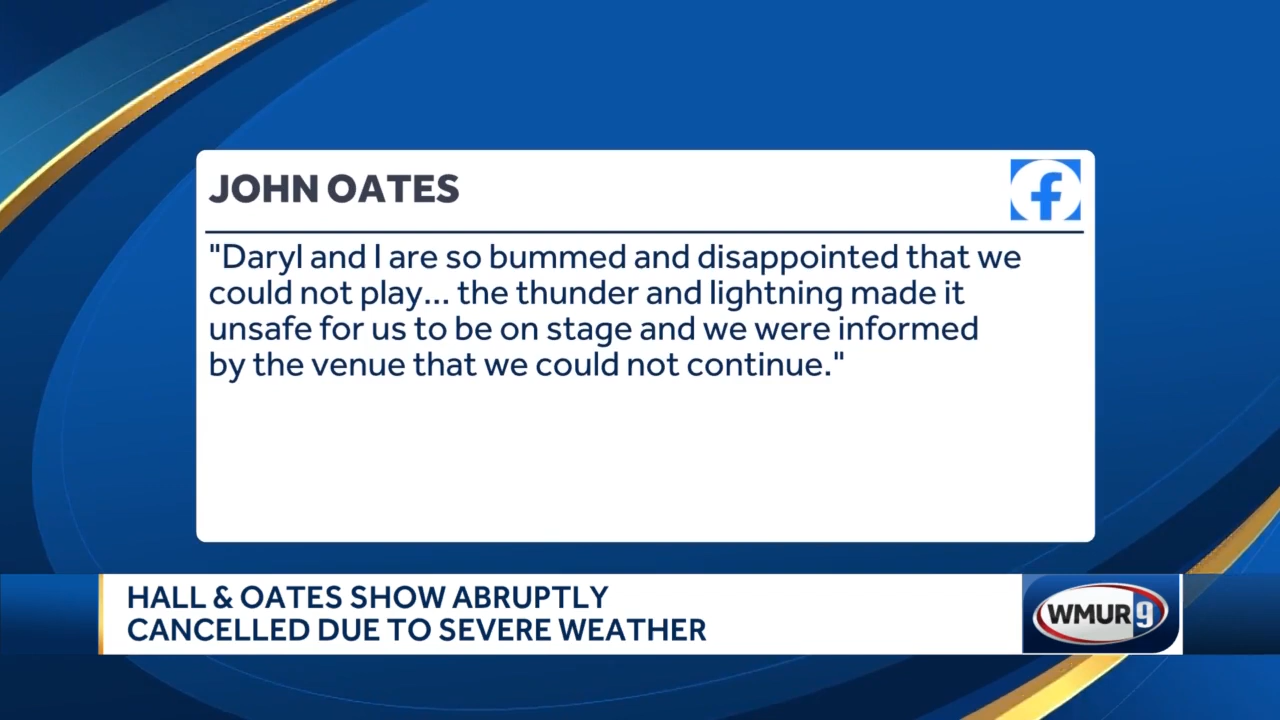 JOHN OATES
f
"Daryl and I are so bummed and disappointed that we
could not play... the thunder and lightning made it
unsafe for us to be on stage and we were informed
by the venue that we could not continue."
HALL & OATES SHOW ABRUPTLY
CANCELLED DUE TO SEVERE WEATHER
WMUR 9